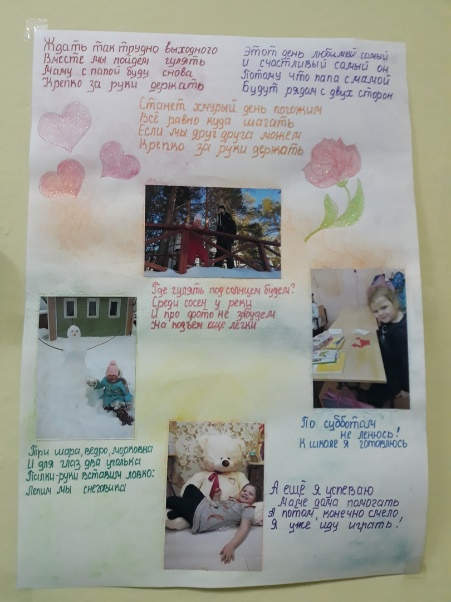 Ждать так трудно выходного
Вместе мы пойдем гулять
Маму с папой буду снова
Крепко за руки держать
Этот день любимый самый
И счастливый самый он
Потому что папа с мамой
Будут рядом с двух сторон
Станет хмурый день погожим
Всё равно куда шагать
Если мы друг друга можем
Крепко за руки держать
Где гулять под солнцем будем?
Среди сосен у реки
И про фото не забудем
На подъем ещё легки
По субботам
не ленюсь!
К школе я готовлюсь
Три шара, ведро, морковка
И для глаз два уголька
Палки-руки вставим ловко:
Лепим мы снеговика
А ещё я успеваю
Маме дома помогать
А потом, конечно смело,
Я уже иду играть!